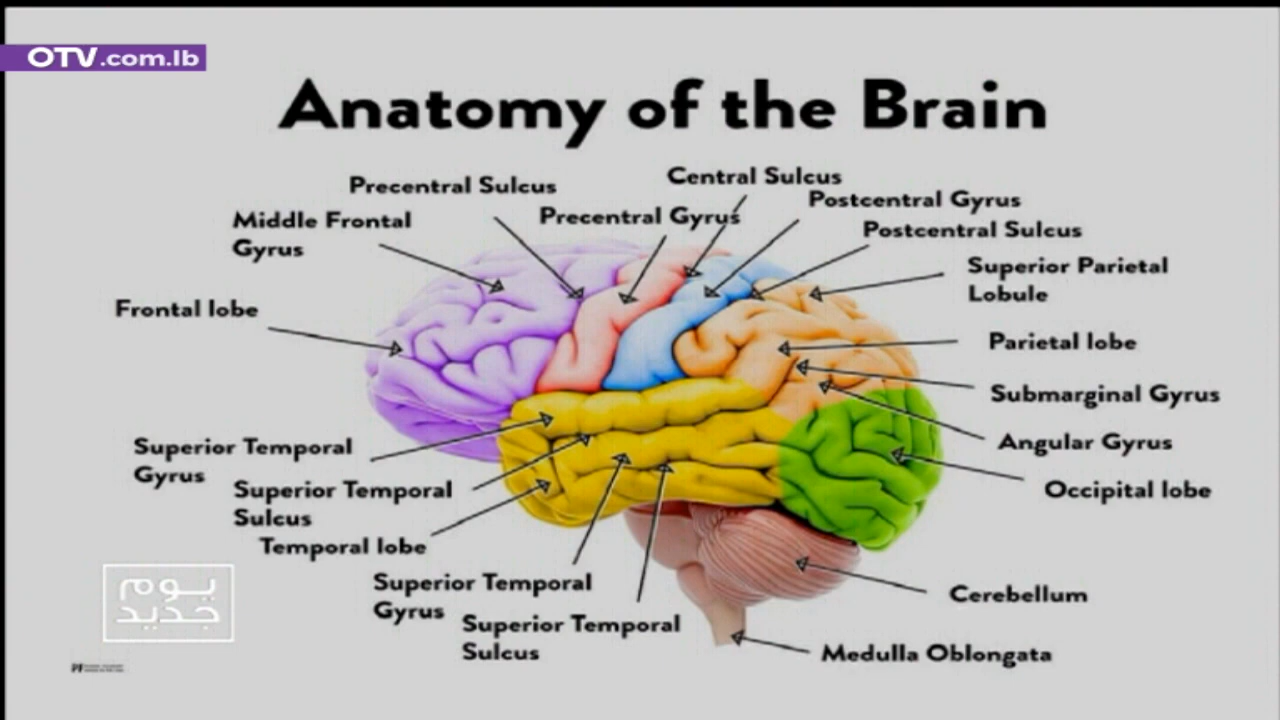 OTV.com.lb
Anatomy of the Brain
Central Sulcus
Precentral Sulcus
Postcentral Gyrus
Precentral Gyrus
Middle Frontal
Gyrus
Postcentral Sulcus
Superior Parietal
Lobule
Frontal lobe
Parietal lobe
Submarginal Gyrus
Angular Gyrus
Superior Temporal
Gyrus
Superior Temporal
Sulcus
Occipital lobe
Temporal lobe
Superior Temporal
Gyrus
Cerebellum
Superior Temporal
Sulcus
Medulla Oblongata
يوم
جديد